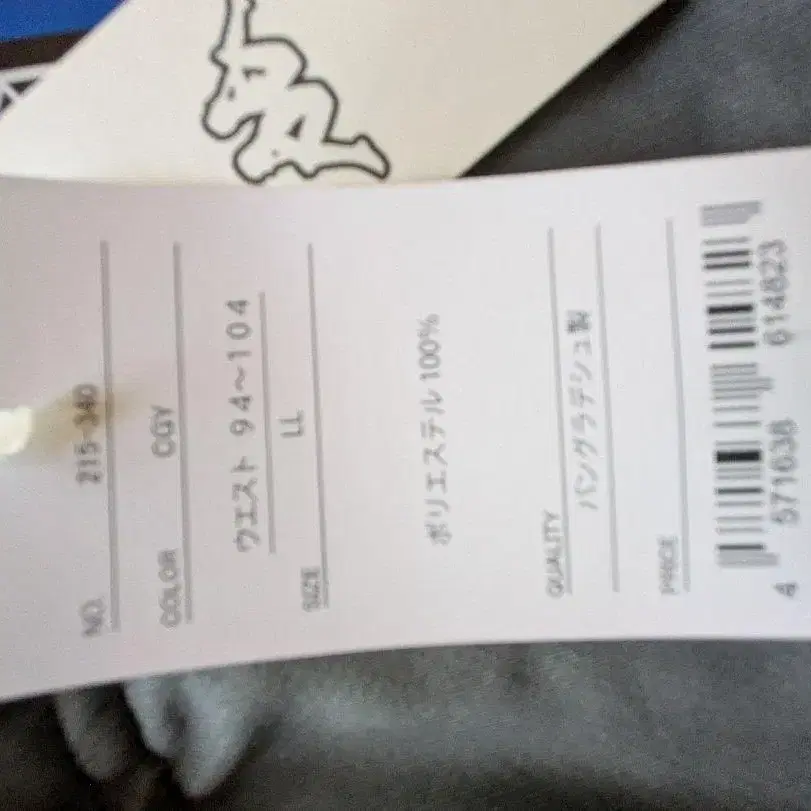 NO. 215-340
COLOR CGY
ウエスト 94～104
SIZE LL
ポリエステル 100%
QUALITY
バングラデシュ製
PRICE
4 571638 614823